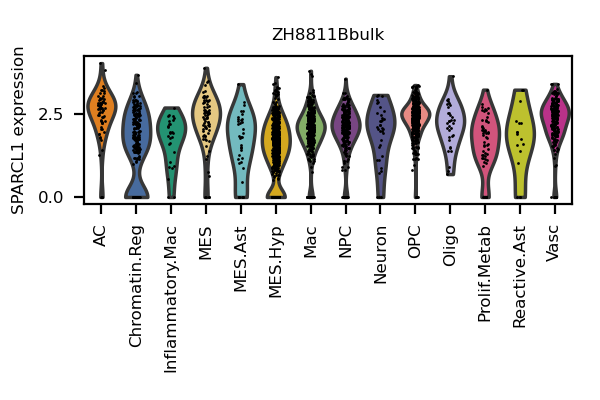 ZH8811Bbulk
SPARCL1 expression
2.5
0.0
AC
Chromatin.Reg
Inflammatory.Mac
MES
MES.Ast
MES.Hyp
Mac
NPC
Neuron
OPC
Oligo
Prolif.Metab
Reactive.Ast
Vasc